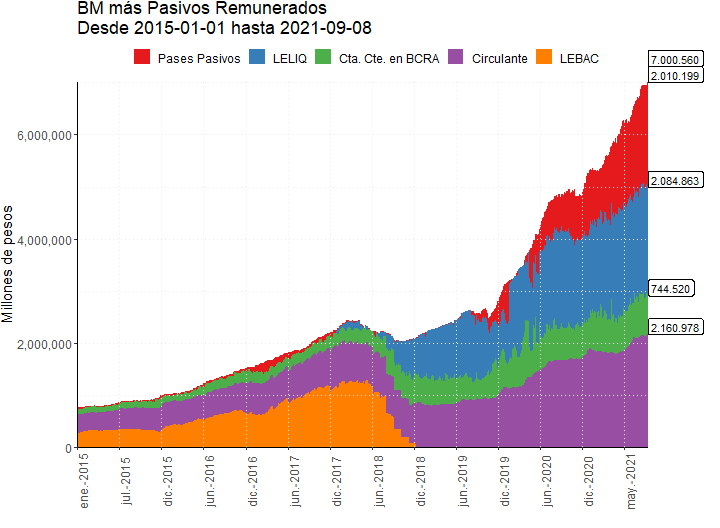 BM más Pasivos Remunerados
Desde 2015-01-01 hasta 2021-09-08
Pases Pasivos LELIQ Cta. Cte. en BCRA Circulante LEBAC
7.000.560
2.010.199
6,000,000
2.084.863
4,000,000
744.520
2.160.978
2,000,000
0
Millones de pesos
ene.-2015 jul.-2015 dic.-2015 jun.-2016 dic.-2016 jun.-2017 dic.-2017 jun.-2018 dic.-2018 jun.-2019 dic.-2019 jun.-2020 dic.-2020 may.-2021